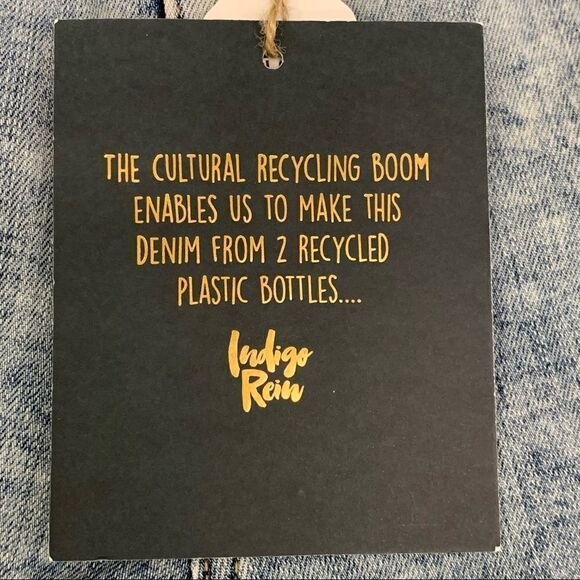 THE CULTURAL RECYCLING BOOM
ENABLES US TO MAKE THIS
DENIM FROM 2 RECYCLED
PLASTIC BOTTLES....
Indigo
Rein